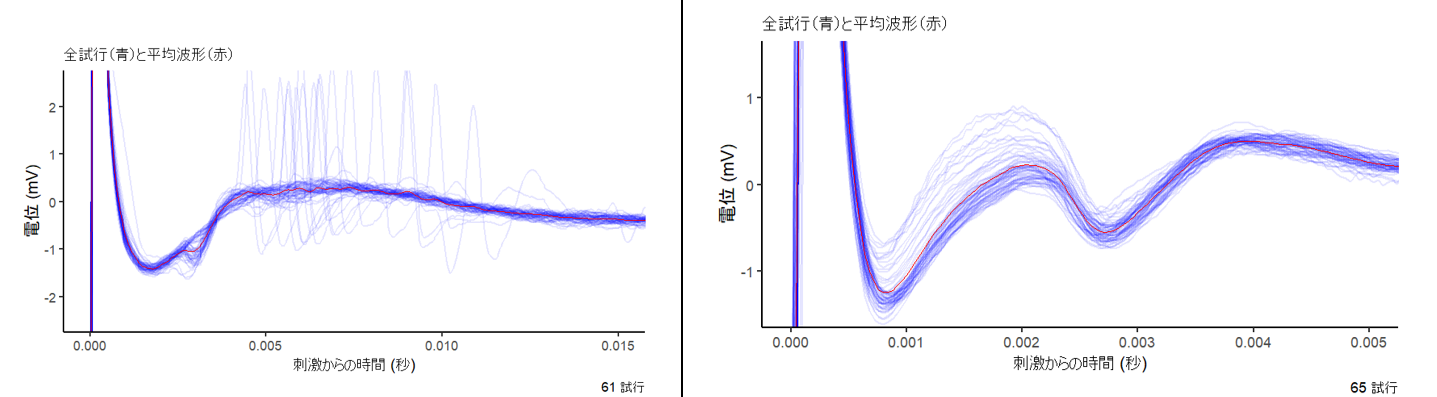 全試行(青)と平均波形(赤)
電位 (mV)
2
1
0
-1
-2
0.000
0.005
0.010
0.015
刺激からの時間 (秒)
61 試行
全試行(青)と平均波形(赤)
電位 (mV)
1
0
-1
0.000
0.001
0.002
0.003
0.004
0.005
刺激からの時間 (秒)
65 試行